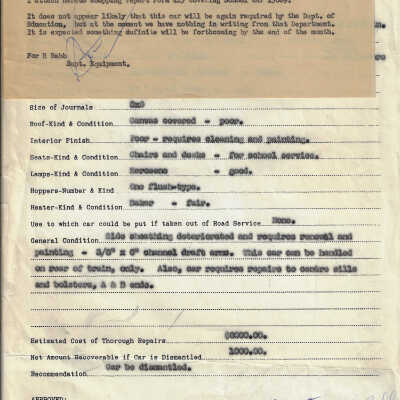 It does not appear likely that this car will be again required by the Dept. of
Education, but at the moment we have nothing in writing from that Department.
It is expected something definite will be forthcoming by the end of the month.
For R Babb
Supt. Equipment.
Size of Journals
Roof-Kind & Condition Canvas covered - poor.
Interior Finish Poor - requires cleaning and painting.
Seats-Kind & Condition Chairs and desks - for school service.
Lamps-Kind & Condition Kerosene - good.
Hoppers-Number & Kind One flush-type.
Heater-Kind & Condition Baker - fair.
Use to which car could be put if taken out of Road Service None.
General Condition Side sheathing deteriorated and requires renewal and
painting - channel draft arms. This car can be handled
on rear of train, only. Also, car requires repairs to centre sills
and bolsters, A & B ends.
Estimated Cost of Thorough Repairs
Net Amount Recoverable if Car is Dismantled 1000.00.
Recommendation Car be dismantled.
APPROVED: